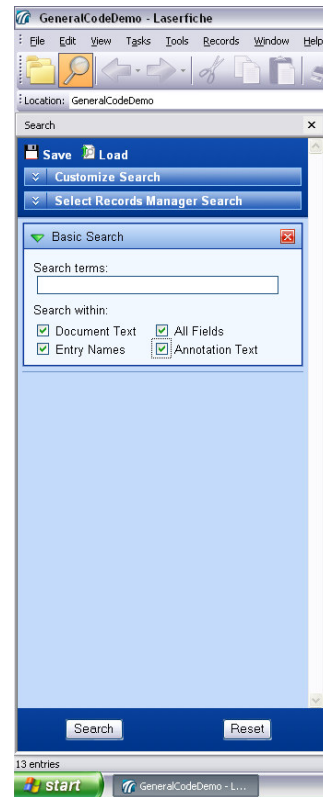 GeneralCodeDemo - Laserfiche
File Edit View Tasks Tools Records Window Help
Location: GeneralCodeDemo
Search
Save Load
Customize Search
Select Records Manager Search
Basic Search
Search terms:
Search within:
Document Text All Fields
Entry Names Annotation Text
Search Reset
13 entries
start GeneralCodeDemo - L...